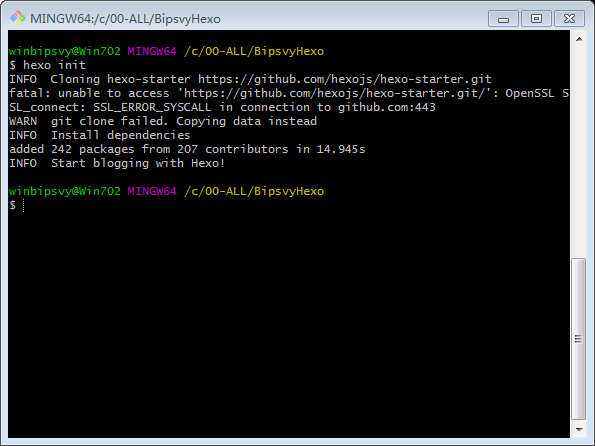 MINGW64:/c/00-ALL/BipsvyHexo
winbipsvy@Win702 MINGW64 /c/00-ALL/BipsvyHexo
$ hexo init
INFO  Cloning hexo-starter https://github.com/hexojs/hexo-starter.git
fatal: unable to access 'https://github.com/hexojs/hexo-starter.git/': OpenSSL S
SL_connect: SSL_ERROR_SYSCALL in connection to github.com:443
WARN  git clone failed. Copying data instead
INFO  Install dependencies
added 242 packages from 207 contributors in 14.945s
INFO  Start blogging with Hexo!
winbipsvy@Win702 MINGW64 /c/00-ALL/BipsvyHexo
$